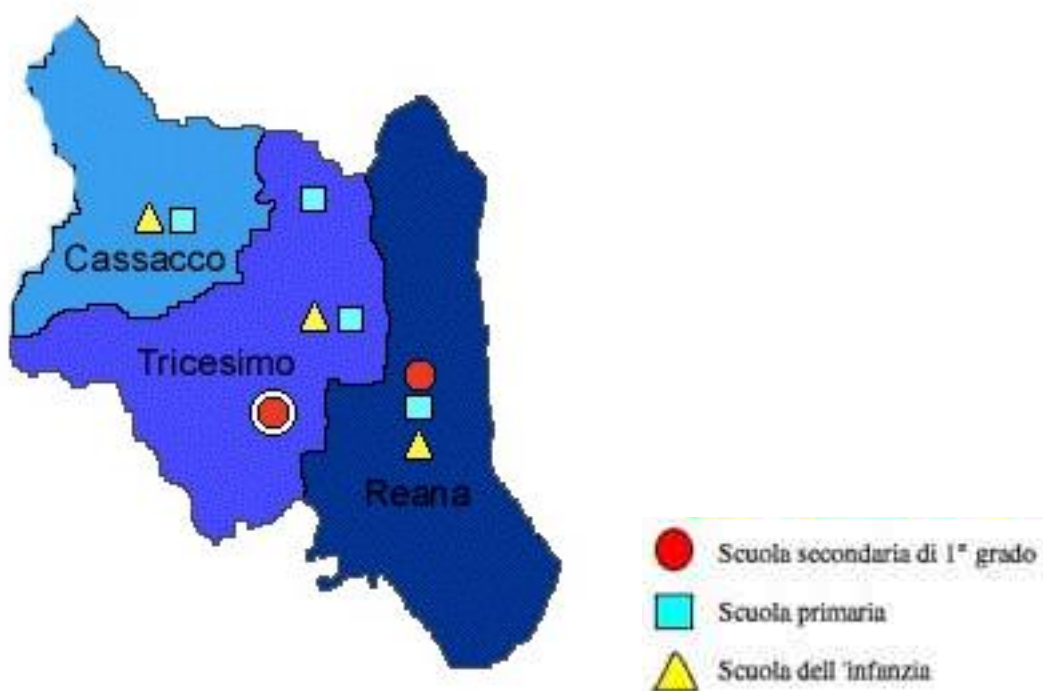 Cassacco
Tricesimo
Reana
Scuola secondaria di 1° grado
Scuola primaria
Scuola dell 'infanzia